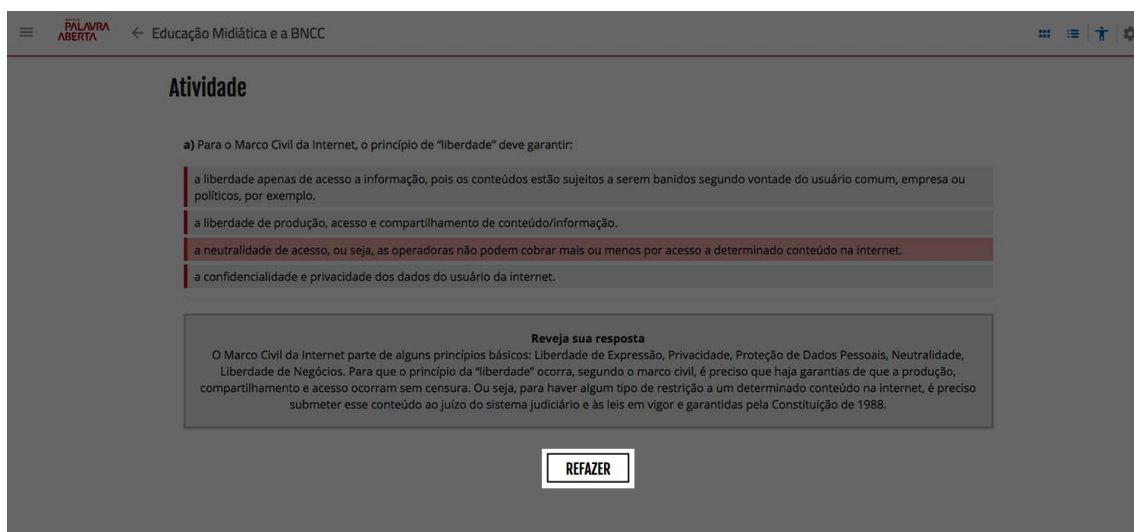 PALAVRA
ABERTA
← Educação Midiática e a BNCC
Atividade
a) Para o Marco Civil da Internet, o princípio de “liberdade” deve garantir:
a liberdade apenas de acesso a informação, pois os conteúdos estão sujeitos a serem banidos segundo vontade do usuário comum, empresa ou
políticos, por exemplo.
a liberdade de produção, acesso e compartilhamento de conteúdo/informação.
a neutralidade de acesso, ou seja, as operadoras não podem cobrar mais ou menos por acesso a determinado conteúdo na internet.
a confidencialidade e privacidade dos dados do usuário da internet.
Reveja sua resposta
O Marco Civil da Internet parte de alguns princípios básicos: Liberdade de Expressão, Privacidade, Proteção de Dados Pessoais, Neutralidade,
Liberdade de Negócios. Para que o princípio da “liberdade” ocorra, segundo o marco civil, é preciso que haja garantias de que a produção,
compartilhamento e acesso ocorram sem censura. Ou seja, para haver algum tipo de restrição a um determinado conteúdo na internet, é preciso
submeter esse conteúdo ao juízo do sistema judiciário e às leis em vigor e garantidas pela Constituição de 1988.
REFAZER